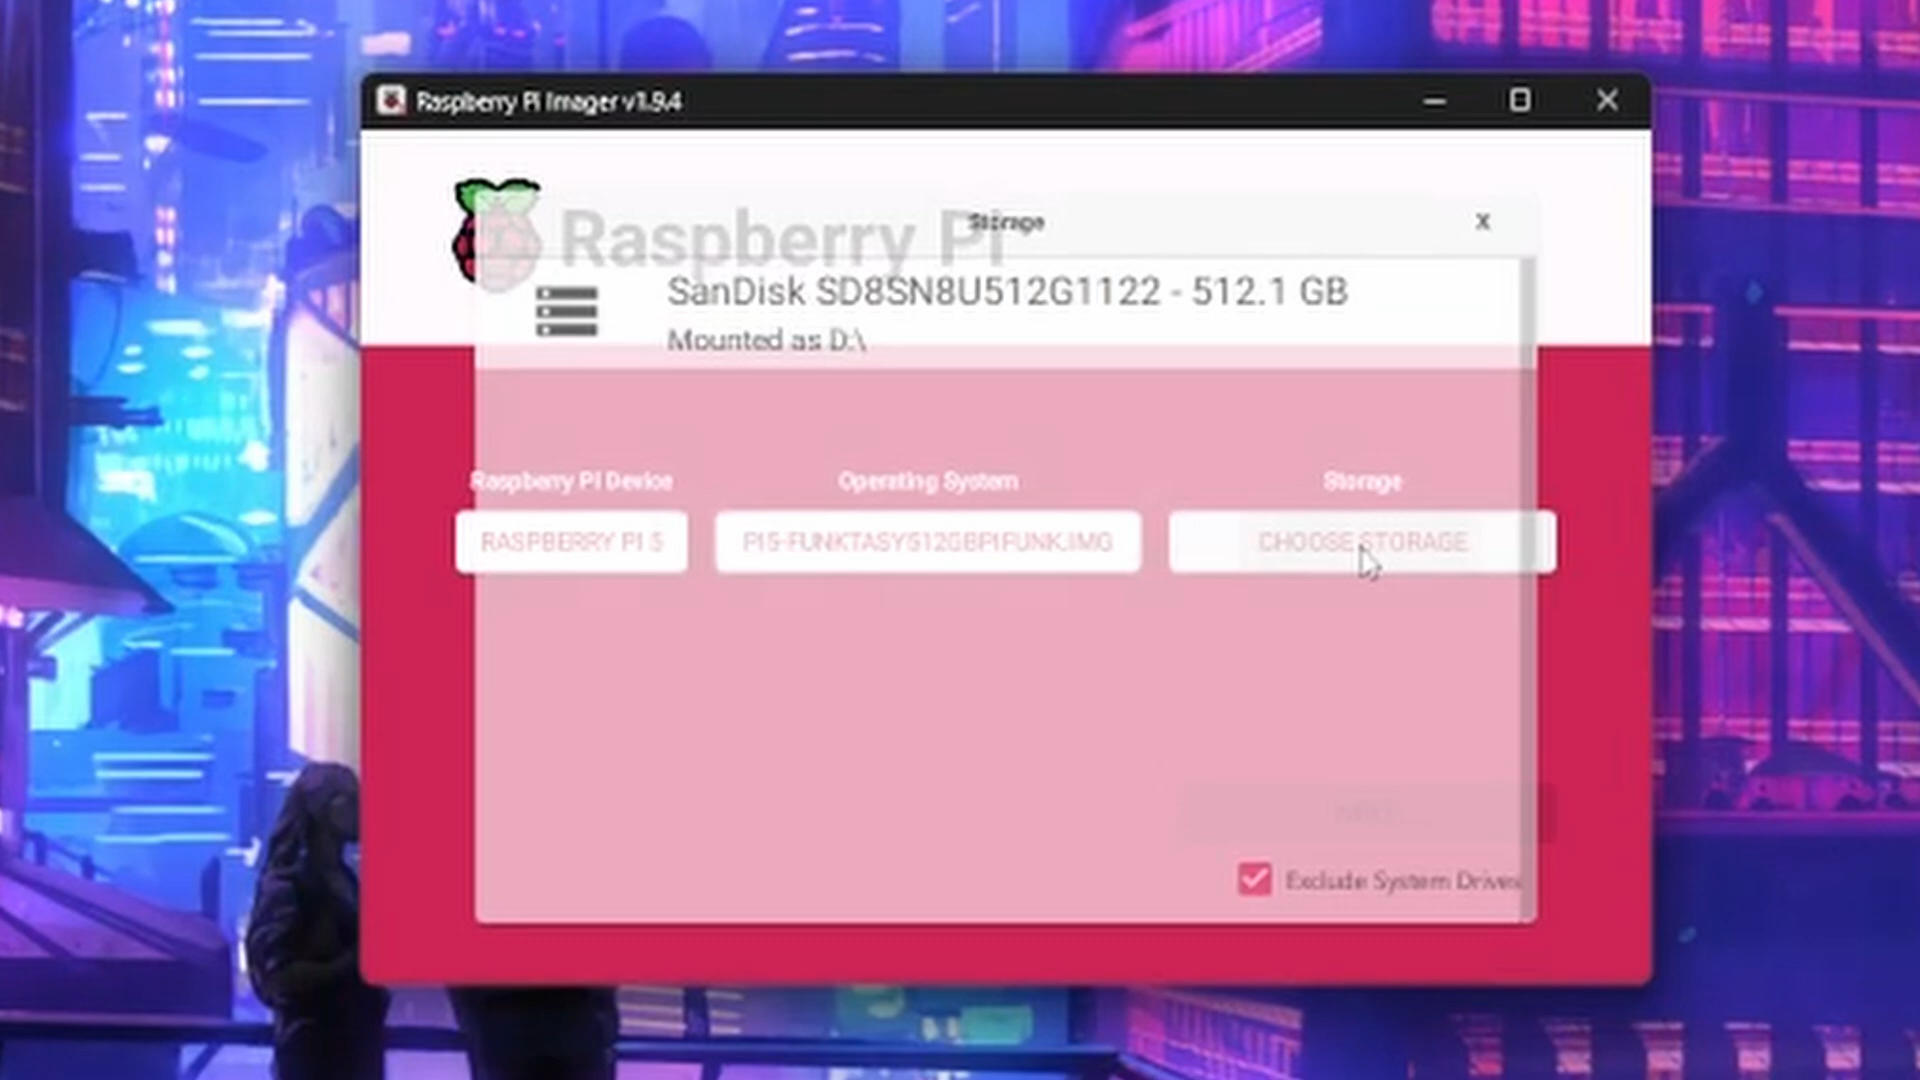 Raspberry Pi Imager v1.9.4
Raspberry Pi
Storage
X
SanDisk SD8SN8U512G1122 - 512.1 GB
Mounted as D:\
Raspberry Pi Device
Operating System
Storage
RASPBERRY PI 5
PI5-FUNKTASY512GBPIFUNK.IMG
CHOOSE STORAGE
Exclude System Drives